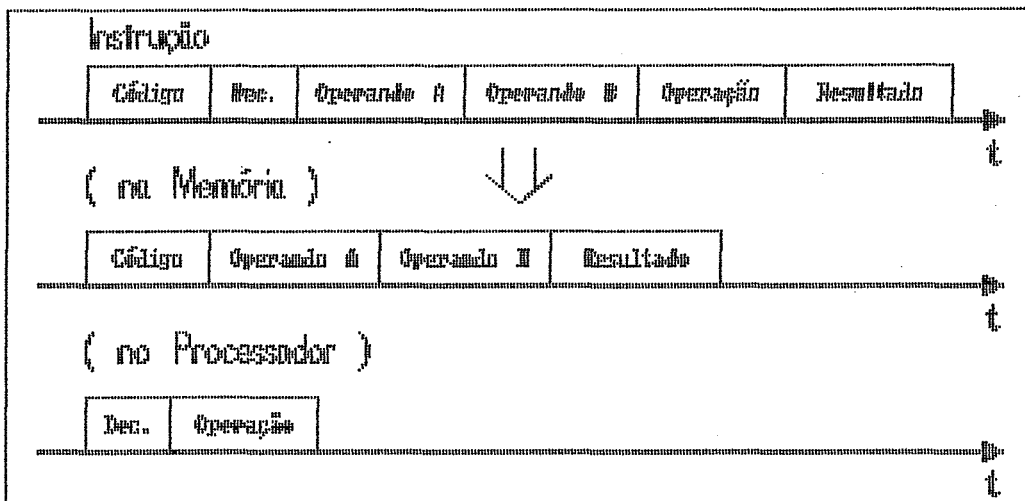 Instrução
Código Dec. Operando A Operando B Operação Resultado
t
( na Memória )
Código Operando A Operando B Resultado
t
( no Processador )
Dec. Operação
t